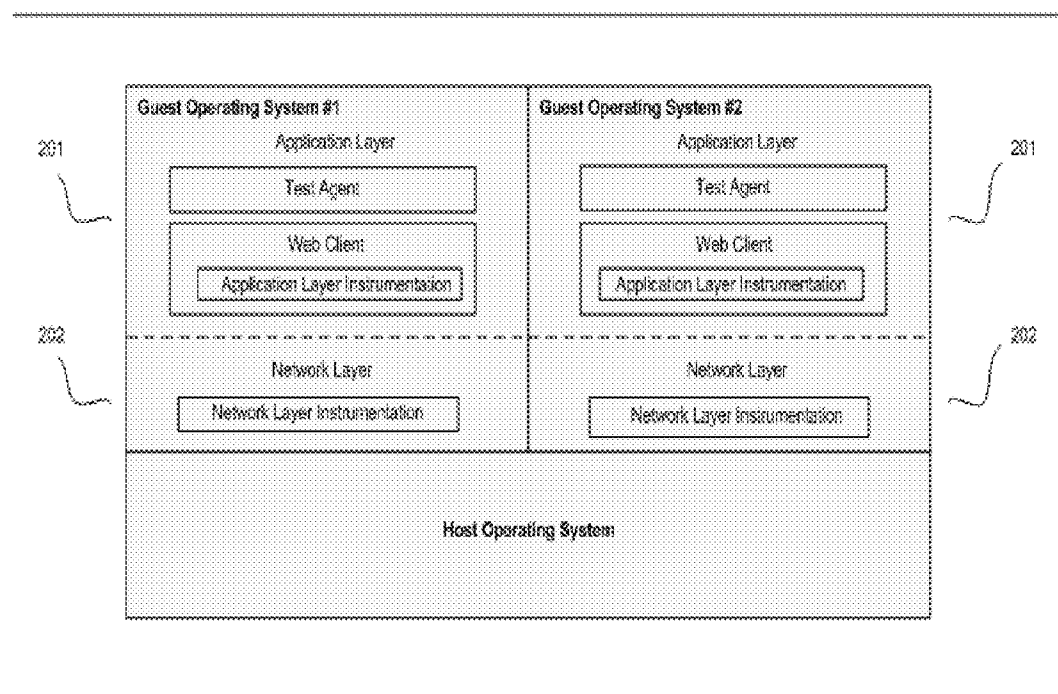 Guest Operating System #1
Application Layer
201
Test Agent
Web Client
Application Layer Instrumentation
202
Network Layer
Network Layer Instrumentation
Guest Operating System #2
Application Layer
201
Test Agent
Web Client
Application Layer Instrumentation
202
Network Layer
Network Layer Instrumentation
Host Operating System